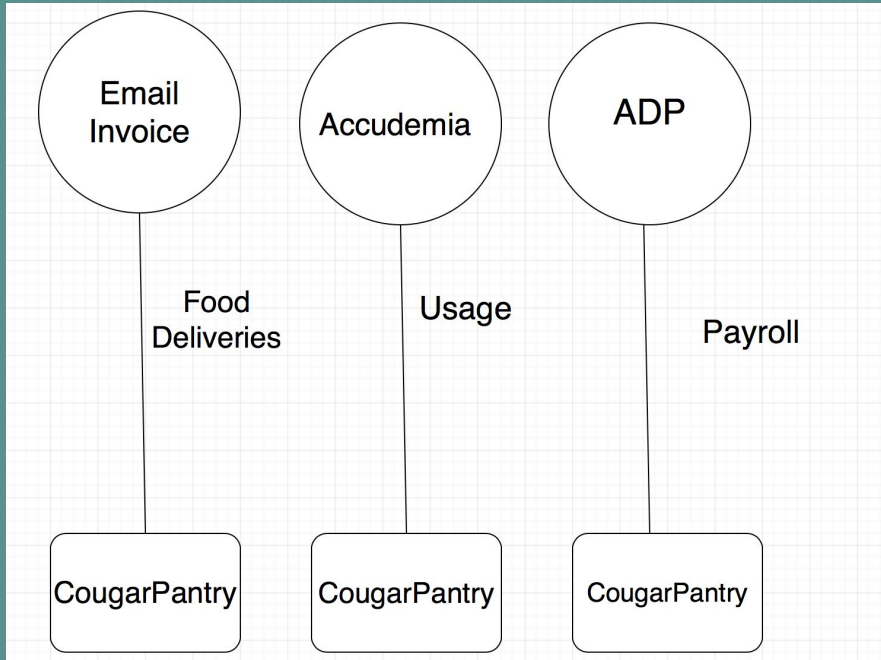 Email
Invoice
Accudemia
ADP
Food
Deliveries
Usage
Payroll
CougarPantry
CougarPantry
CougarPantry